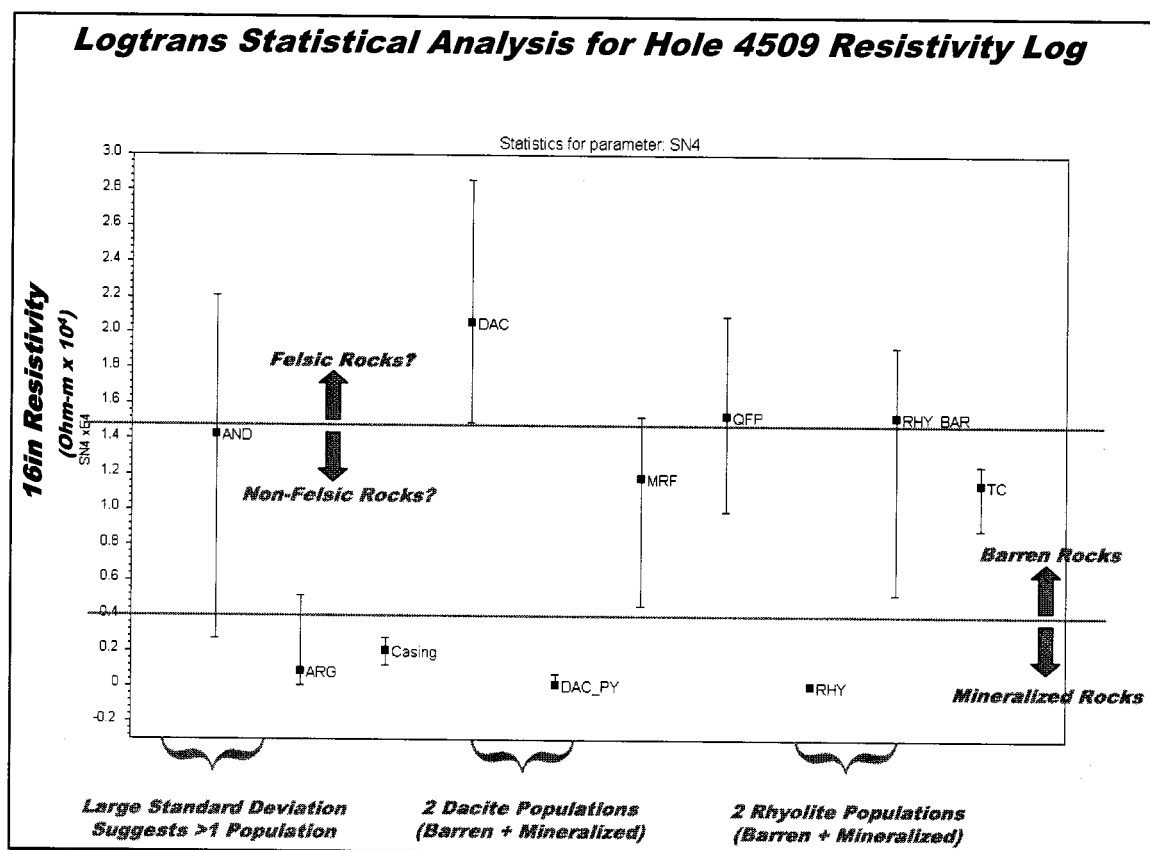 Logtrans Statistical Analysis for Hole 4509 Resistivity Log
Statistics for parameter: SN4
16in Resistivity
(Ohm-m x 10⁴)
SN4 xE4
3.0
2.8
2.6
2.4
2.2
2.0
1.8
1.6
1.4
1.2
1.0
0.8
0.6
0.4
0.2
0
-0.2
DAC
Felsic Rocks?
AND
QFP
RHY_BAR
Non-Felsic Rocks?
MRF
TC
Barren Rocks
ARG
Casing
DAC_PY
RHY
Mineralized Rocks
Large Standard Deviation
Suggests >1 Population
2 Dacite Populations
(Barren + Mineralized)
2 Rhyolite Populations
(Barren + Mineralized)